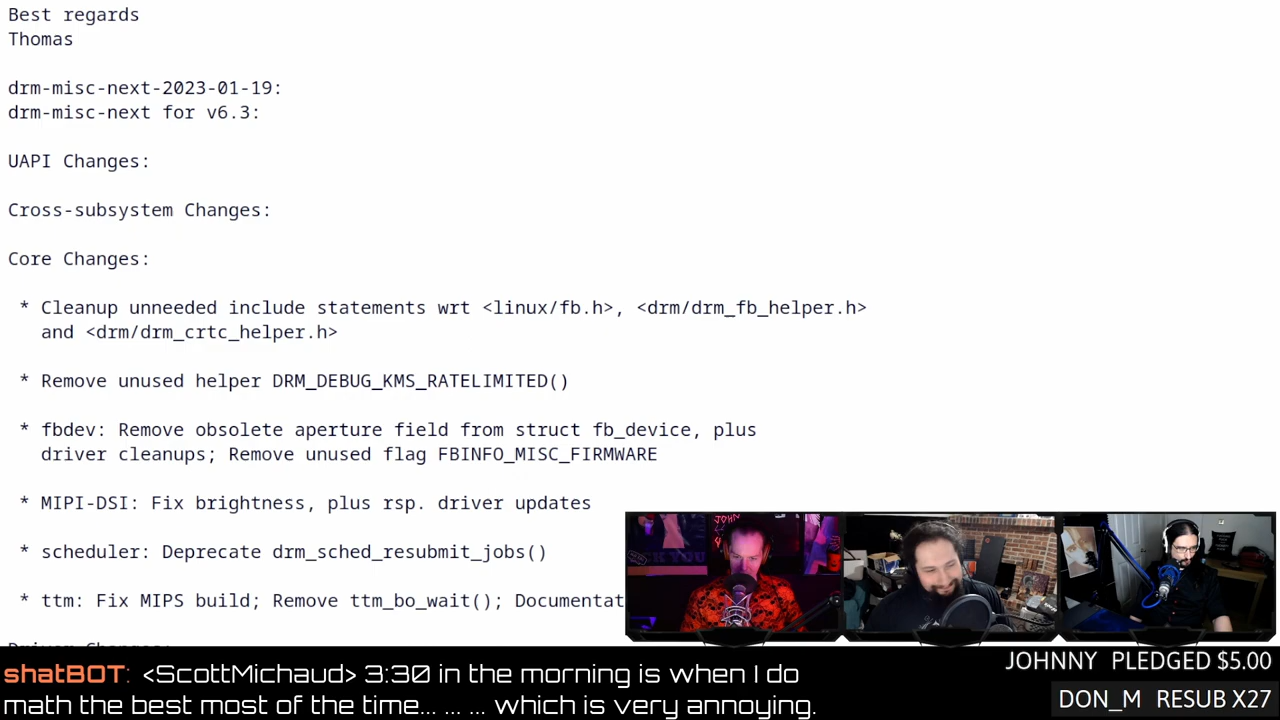 Best regards
Thomas
drm-misc-next-2023-01-19:
drm-misc-next for v6.3:
UAPI Changes:
Cross-subsystem Changes:
Core Changes:
* Cleanup unneeded include statements wrt <linux/fb.h>, <drm/drm_fb_helper.h>
and <drm/drm_crtc_helper.h>
* Remove unused helper DRM_DEBUG_KMS_RATELIMITED()
* fbdev: Remove obsolete aperture field from struct fb_device, plus
driver cleanups; Remove unused flag FBINFO_MISC_FIRMWARE
* MIPI-DSI: Fix brightness, plus rsp. driver updates
* scheduler: Deprecate drm_sched_resubmit_jobs()
* ttm: Fix MIPS build; Remove ttm_bo_wait(); Documentat
shatBOT: <ScottMichaud> 3:30 in the morning is when I do
math the best most of the time... ... ... which is very annoying.
JOHNNY PLEDGED $5.00
DON_M RESUB X27